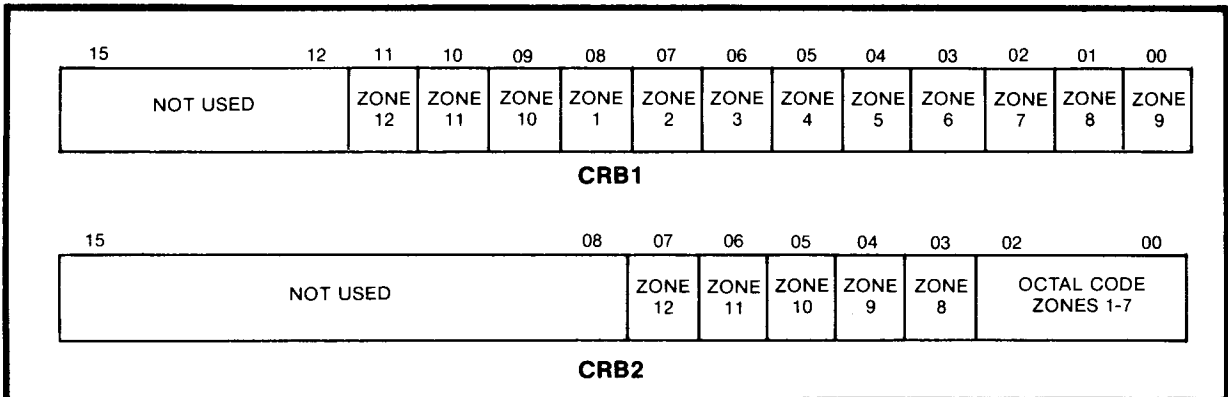 15 12 11 10 09 08 07 06 05 04 03 02 01 00
NOT USED ZONE 12 ZONE 11 ZONE 10 ZONE 1 ZONE 2 ZONE 3 ZONE 4 ZONE 5 ZONE 6 ZONE 7 ZONE 8 ZONE 9
CRB1
15 08 07 06 05 04 03 02 00
NOT USED ZONE 12 ZONE 11 ZONE 10 ZONE 9 ZONE 8 OCTAL CODE ZONES 1-7
CRB2